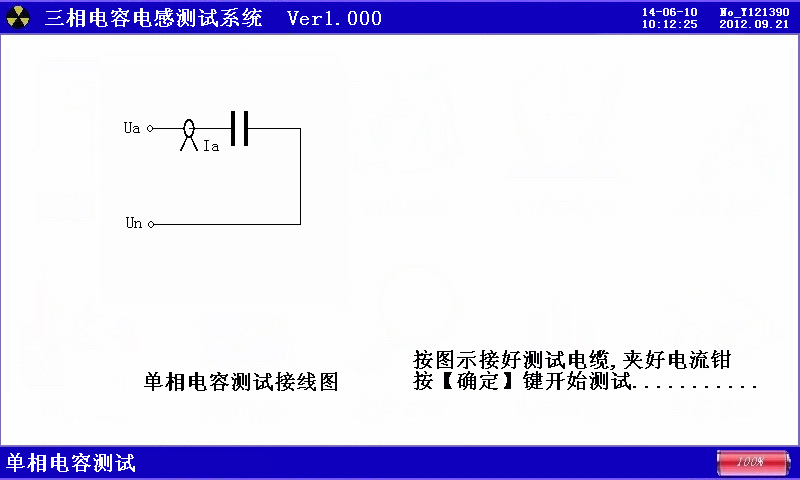 三相电容电感测试系统 Ver1.000
14-06-10 No_Y121390
10:12:25 2012.09.21
Ua
Ia
Un
单相电容测试接线图
按图示接好测试电缆,夹好电流钳
按【确定】键开始测试...........
单相电容测试
100%